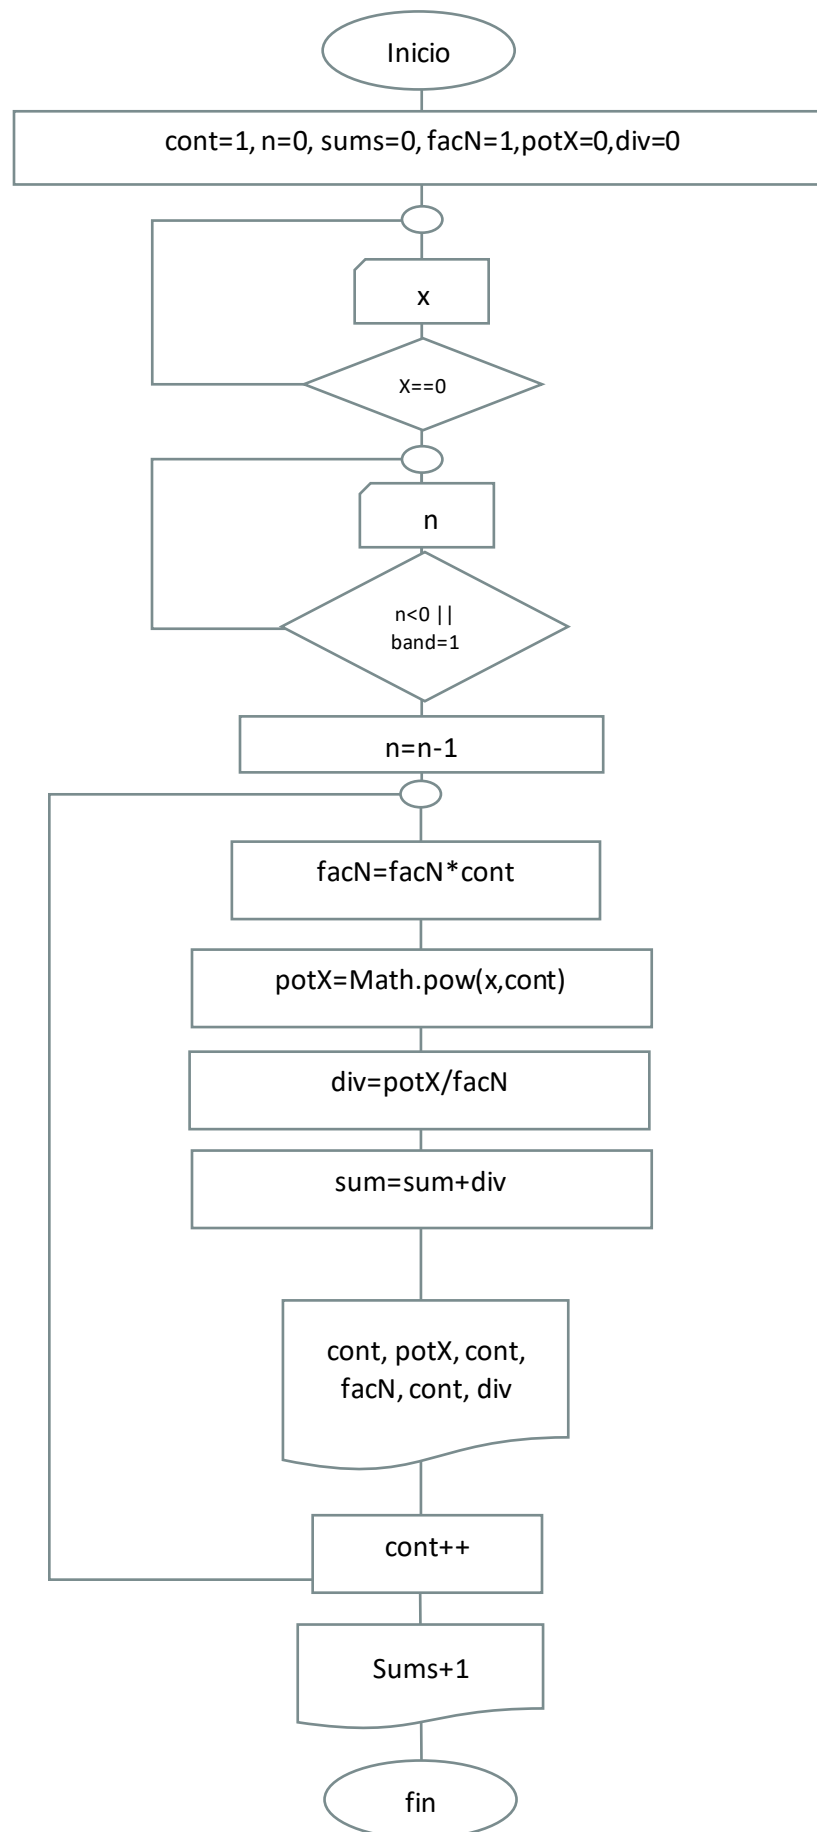 Inicio
cont=1, n=0, sums=0, facN=1,potX=0,div=0
x
X==0
n
n<0 ||
band=1
n=n-1
facN=facN*cont
potX=Math.pow(x,cont)
div=potX/facN
sum=sum+div
cont, potX, cont,
facN, cont, div
cont++
Sums+1
fin